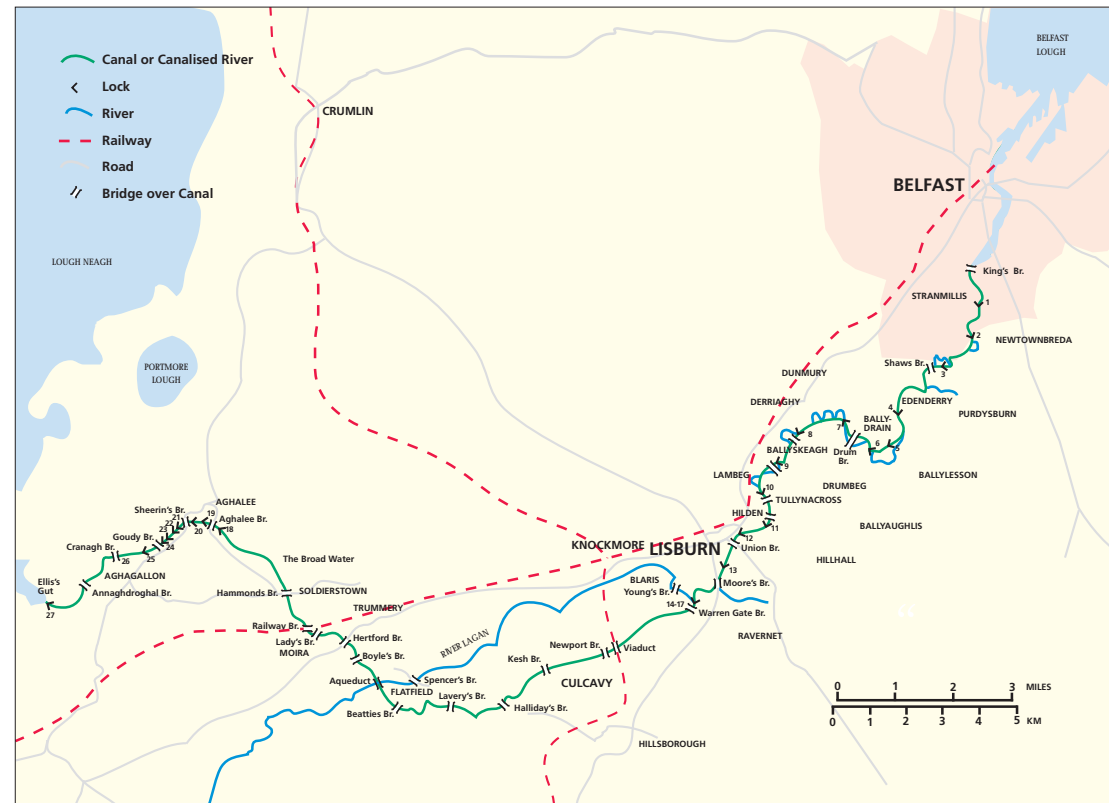 Canal or Canalised River
Lock
River
Railway
Road
Bridge over Canal
BELFAST
LOUGH
CRUMLIN
BELFAST
LOUGH NEAGH
King's Br.
STRANMILLIS
1
2
NEWTOWNBREDA
PORTMORE
LOUGH
Shaws Br.
3
DUNMURY
EDENDERRY
4
PURDYSBURN
DERRIAGHY
BALLY-
DRAIN
7
8
6
5
BALLYSKEAGH
Drum
Br.
9
LAMBEG
BALLYLESSON
DRUMBEG
10
TULLYNACROSS
AGHALEE
Sheerin's Br.
21
19
HILDEN
22
Aghalee Br.
23
20
18
11
BALLYAUGHLIS
Goudy Br.
24
12
Cranagh Br.
25
KNOCKMORE
LISBURN
Union Br.
26
The Broad Water
HILLHALL
13
AGHAGALLON
BLARIS
Ellis's
Gut
Young's Br.
Moore's Br.
Annaghdroghal Br.
Hammonds Br.
SOLDIERSTOWN
14-17
27
TRUMMERY
Warren Gate Br.
Railway Br.
RAVERNET
Lady's Br.
Hertford Br.
RIVER LAGAN
MOIRA
Newport Br.
Viaduct
Boyle's Br.
Kesh Br.
Aqueduct
Spencer's Br.
CULCAVY
FLATFIELD
Lavery's Br.
Beatties Br.
Halliday's Br.
HILLSBOROUGH
0 1 2 3 MILES
0 1 2 3 4 5 KM